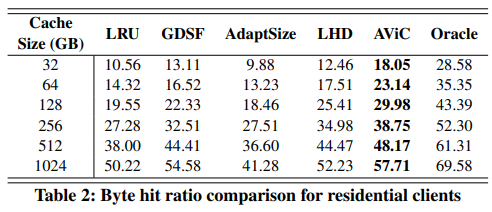 Cache Size (GB) LRU GDSF AdaptSize LHD AViC Oracle
32 10.56 13.11 9.88 12.46 18.05 28.58
64 14.32 16.52 13.23 17.51 23.14 35.35
128 19.55 22.33 18.46 25.41 29.98 43.39
256 27.28 32.51 27.51 34.98 38.75 52.30
512 38.00 44.41 36.60 44.47 48.17 61.31
1024 50.22 54.58 41.28 52.23 57.71 69.58
Table 2: Byte hit ratio comparison for residential clients